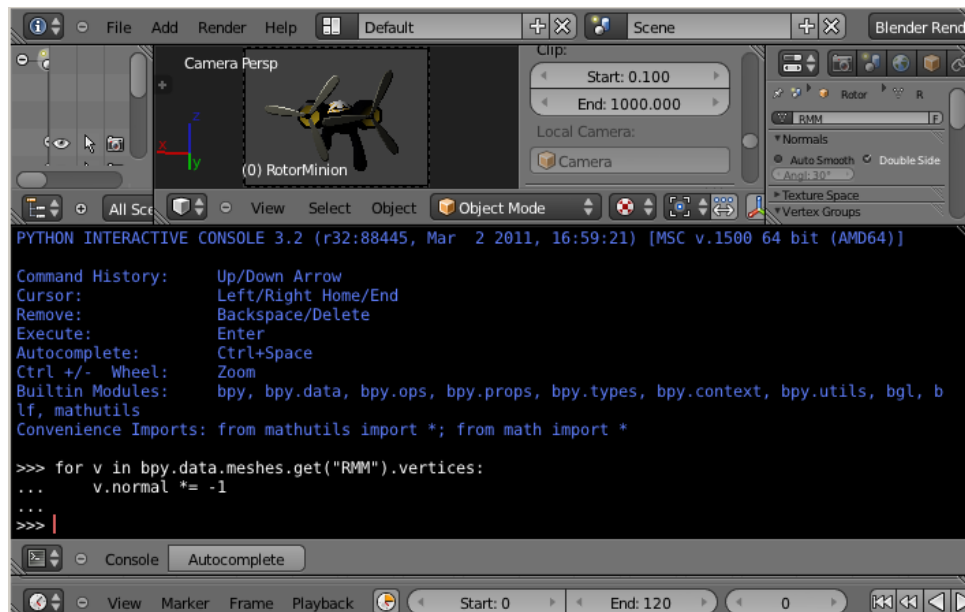 File Add Render Help Default Scene Blender Rend
Camera Persp
z
x
y
(0) RotorMinion
Clip:
Start: 0.100
End: 1000.000
Local Camera:
Camera
Rotor R
RMM F
Normals
Auto Smooth Double Side
Angl: 30°
Texture Space
Vertex Groups
All Sce View Select Object Object Mode
PYTHON INTERACTIVE CONSOLE 3.2 (r32:88445, Mar  2 2011, 16:59:21) [MSC v.1500 64 bit (AMD64)]
Command History:     Up/Down Arrow
Cursor:              Left/Right Home/End
Remove:              Backspace/Delete
Execute:             Enter
Autocomplete:        Ctrl+Space
Ctrl +/-  Wheel:     Zoom
Builtin Modules:     bpy, bpy.data, bpy.ops, bpy.props, bpy.types, bpy.context, bpy.utils, bgl, b
lf, mathutils
Convenience Imports: from mathutils import *; from math import *
>>> for v in bpy.data.meshes.get("RMM").vertices:
...     v.normal *= -1
...
>>>
Console Autocomplete
View Marker Frame Playback Start: 0 End: 120 0